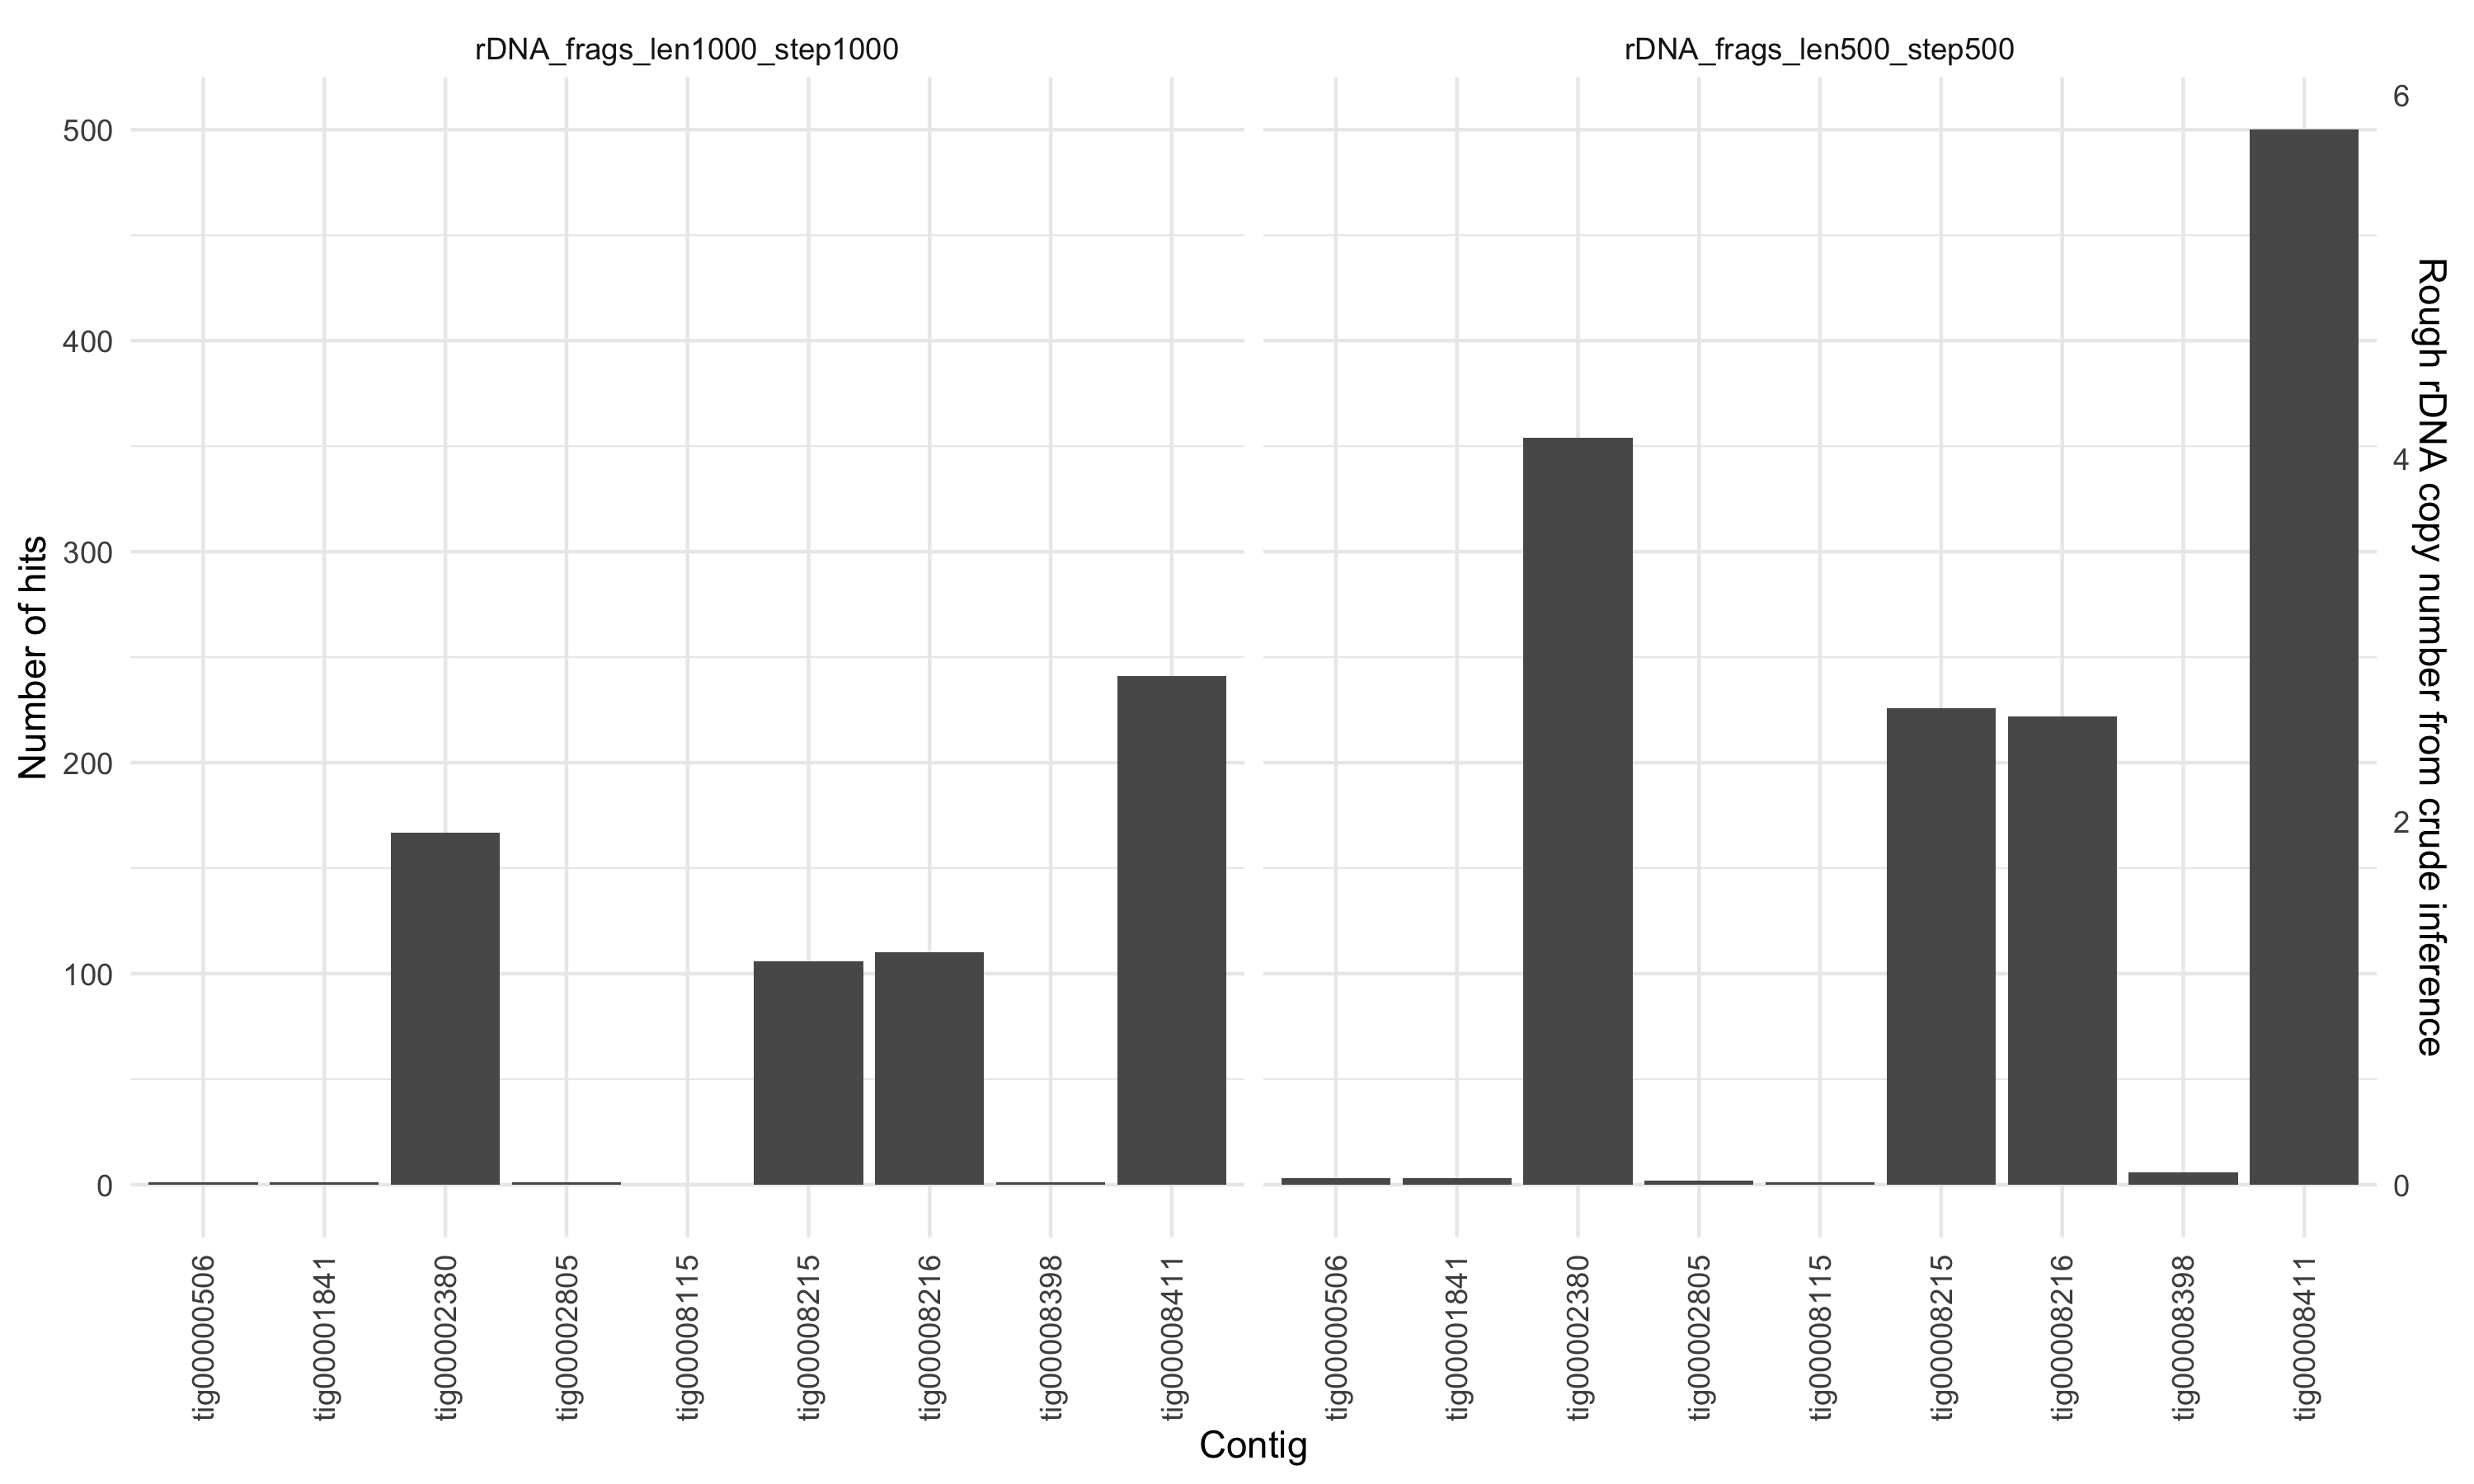 rDNA_frags_len1000_step1000
rDNA_frags_len500_step500
Number of hits
500
400
300
200
100
0
6
4
2
0
Rough rDNA copy number from crude inference
tig00000506
tig00001841
tig00002380
tig00002805
tig00008115
tig00008215
tig00008216
tig00008398
tig00008411
tig00000506
tig00001841
tig00002380
tig00002805
tig00008115
tig00008215
tig00008216
tig00008398
tig00008411
Contig